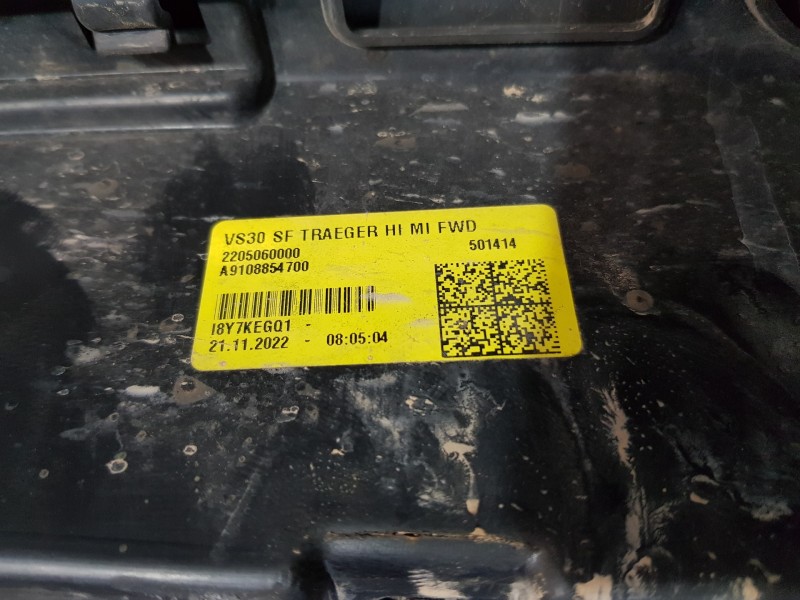 VS30 SF TRAEGER HI MI FWD
2205060000 501414
A9108854700
I8Y7KEGQ1 -
21.11.2022 - 08:05:04